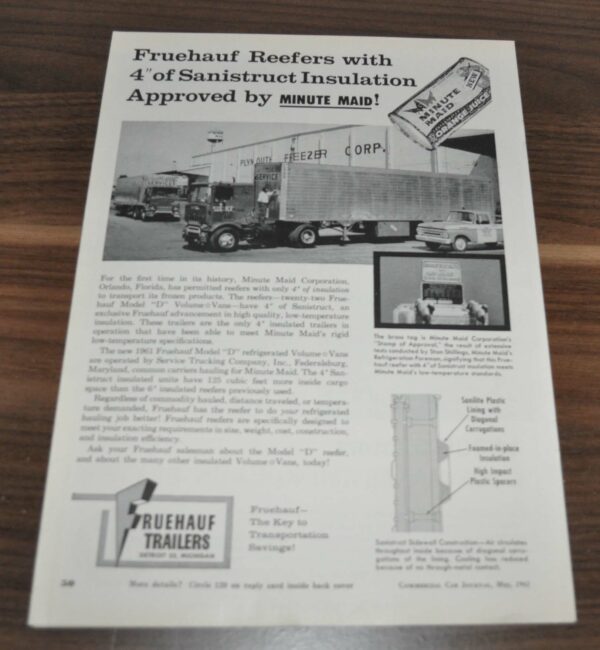 Fruehauf Reefers with
4" of Sanistruct Insulation
Approved by MINUTE MAID!
NEW
MINUTE
MAID
ORANGE JUICE
PLYMOUTH FREEZER CORP.
SERVICE
For the first time in its history, Minute Maid Corporation,
Orlando, Florida, has permitted reefers with only 4" of insulation
to transport its frozen products. The reefers—twenty-two Frue-
hauf Model "D" Volume☆Vans—have 4" of Sanistruct, an
exclusive Fruehauf advancement in high quality, low-temperature
insulation. These trailers are the only 4" insulated trailers in
operation that have been able to meet Minute Maid's rigid
low-temperature specifications.
The new 1961 Fruehauf Model "D" refrigerated Volume☆Vans
are operated by Service Trucking Company, Inc., Federalsburg,
Maryland, common carriers hauling for Minute Maid. The 4" San-
istruct insulated units have 125 cubic feet more inside cargo
space than the 6" insulated reefers previously used.
Regardless of commodity hauled, distance traveled, or tempera-
ture demanded, Fruehauf has the reefer to do your refrigerated
hauling job better! Fruehauf reefers are specifically designed to
meet your exacting requirements in size, weight, cost, construction,
and insulation efficiency.
Ask your Fruehauf salesman about the Model "D" reefer,
and about the many other insulated Volume☆Vans, today!
The brass tag is Minute Maid Corporation's
"Stamp of Approval," the result of extensive
tests conducted by Stan Skillings, Minute Maid's
Refrigeration Foreman, signifying that this Frue-
hauf reefer with 4" of Sanistruct insulation meets
Minute Maid's low-temperature standards.
Sanilite Plastic
Lining with
Diagonal
Corrugations
Foamed-in-place
Insulation
High Impact
Plastic Spacers
Sanistruct Sidewall Construction—Air circulates
throughout inside because of diagonal corru-
gations of the lining. Cooling loss reduced
because of no through-metal contact.
FRUEHAUF
TRAILERS
DETROIT 32, MICHIGAN
Fruehauf—
The Key to
Transportation
Savings!
50
More details? Circle 120 on reply card inside back cover
COMMERCIAL CAR JOURNAL, May, 1961